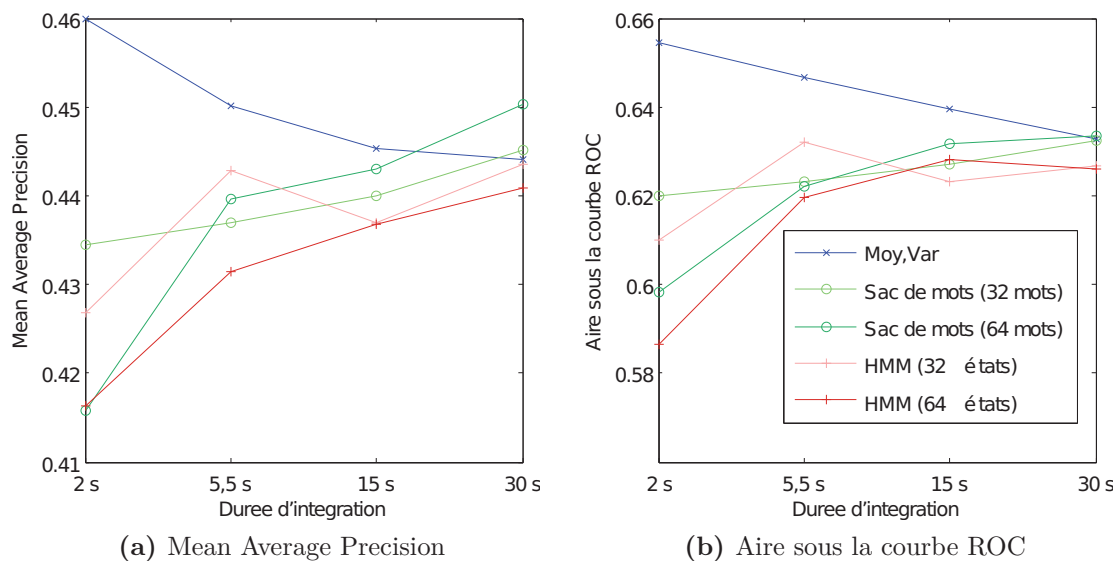 0.46
0.45
0.44
0.43
0.42
0.41
Mean Average Precision
2 s
5,5 s
15 s
30 s
Duree d'integration
(a) Mean Average Precision
0.66
0.64
0.62
0.6
0.58
Aire sous la courbe ROC
Moy,Var
Sac de mots (32 mots)
Sac de mots (64 mots)
HMM (32 états)
HMM (64 états)
2 s
5,5 s
15 s
30 s
Duree d'integration
(b) Aire sous la courbe ROC